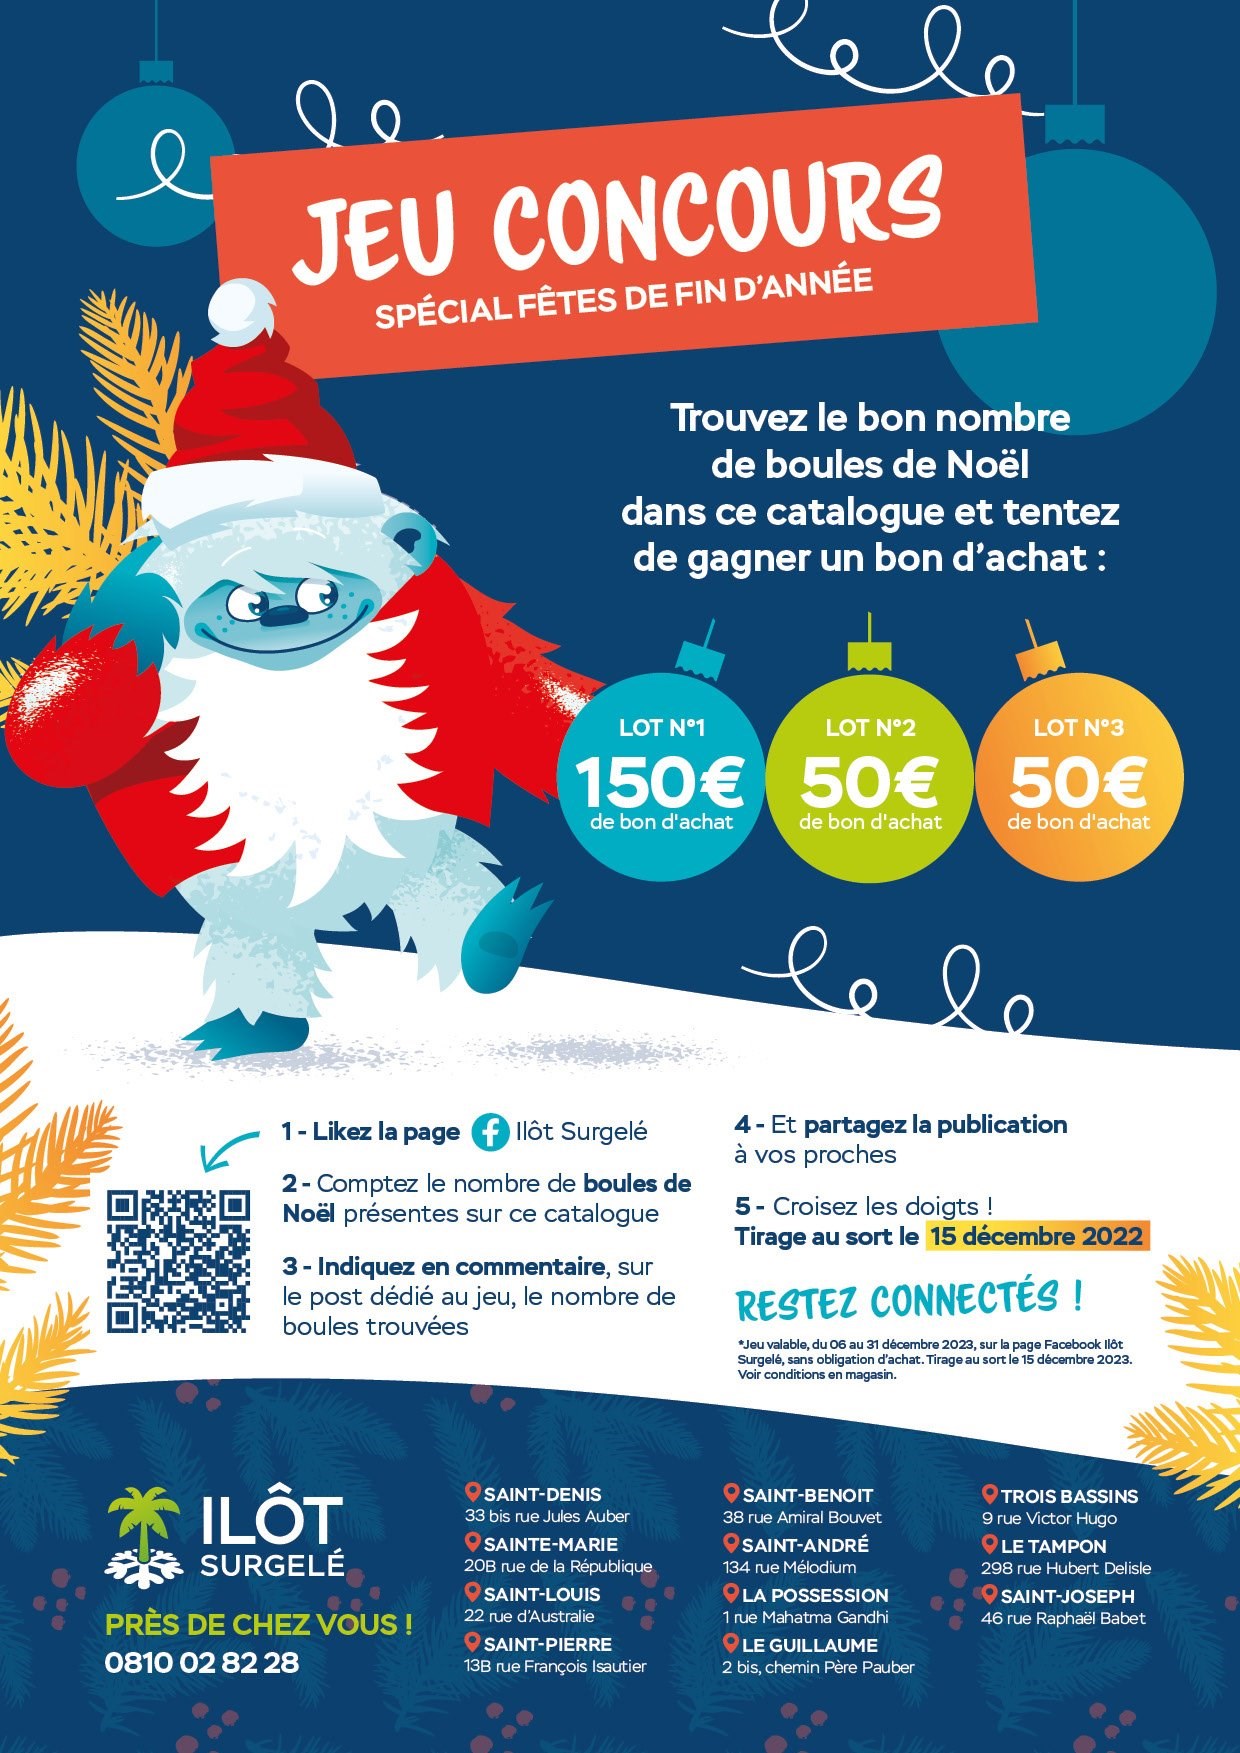 JEU CONCOURS
SPÉCIAL FÊTES DE FIN D'ANNÉE
Trouvez le bon nombre
de boules de Noël
dans ce catalogue et tentez
de gagner un bon d'achat :
LOT N°1
150€
de bon d'achat
LOT N°2
50€
de bon d'achat
LOT N°3
50€
de bon d'achat
1 - Likez la page f Ilôt Surgelé
2 - Comptez le nombre de boules de
Noël présentes sur ce catalogue
3 - Indiquez en commentaire, sur
le post dédié au jeu, le nombre de
boules trouvées
4 - Et partagez la publication
à vos proches
5 - Croisez les doigts !
Tirage au sort le 15 décembre 2022
RESTEZ CONNECTÉS !
*Jeu valable, du 06 au 31 décembre 2023, sur la page Facebook Ilôt
Surgelé, sans obligation d'achat. Tirage au sort le 15 décembre 2023.
Voir conditions en magasin.
ILÔT
SURGELÉ
PRÈS DE CHEZ VOUS !
0810 02 82 28
SAINT-DENIS
33 bis rue Jules Auber
SAINTE-MARIE
20B rue de la République
SAINT-LOUIS
22 rue d'Australie
SAINT-PIERRE
13B rue François Isautier
SAINT-BENOIT
38 rue Amiral Bouvet
SAINT-ANDRÉ
134 rue Mélodium
LA POSSESSION
1 rue Mahatma Gandhi
LE GUILLAUME
2 bis, chemin Père Pauber
TROIS BASSINS
9 rue Victor Hugo
LE TAMPON
298 rue Hubert Delisle
SAINT-JOSEPH
46 rue Raphaël Babet